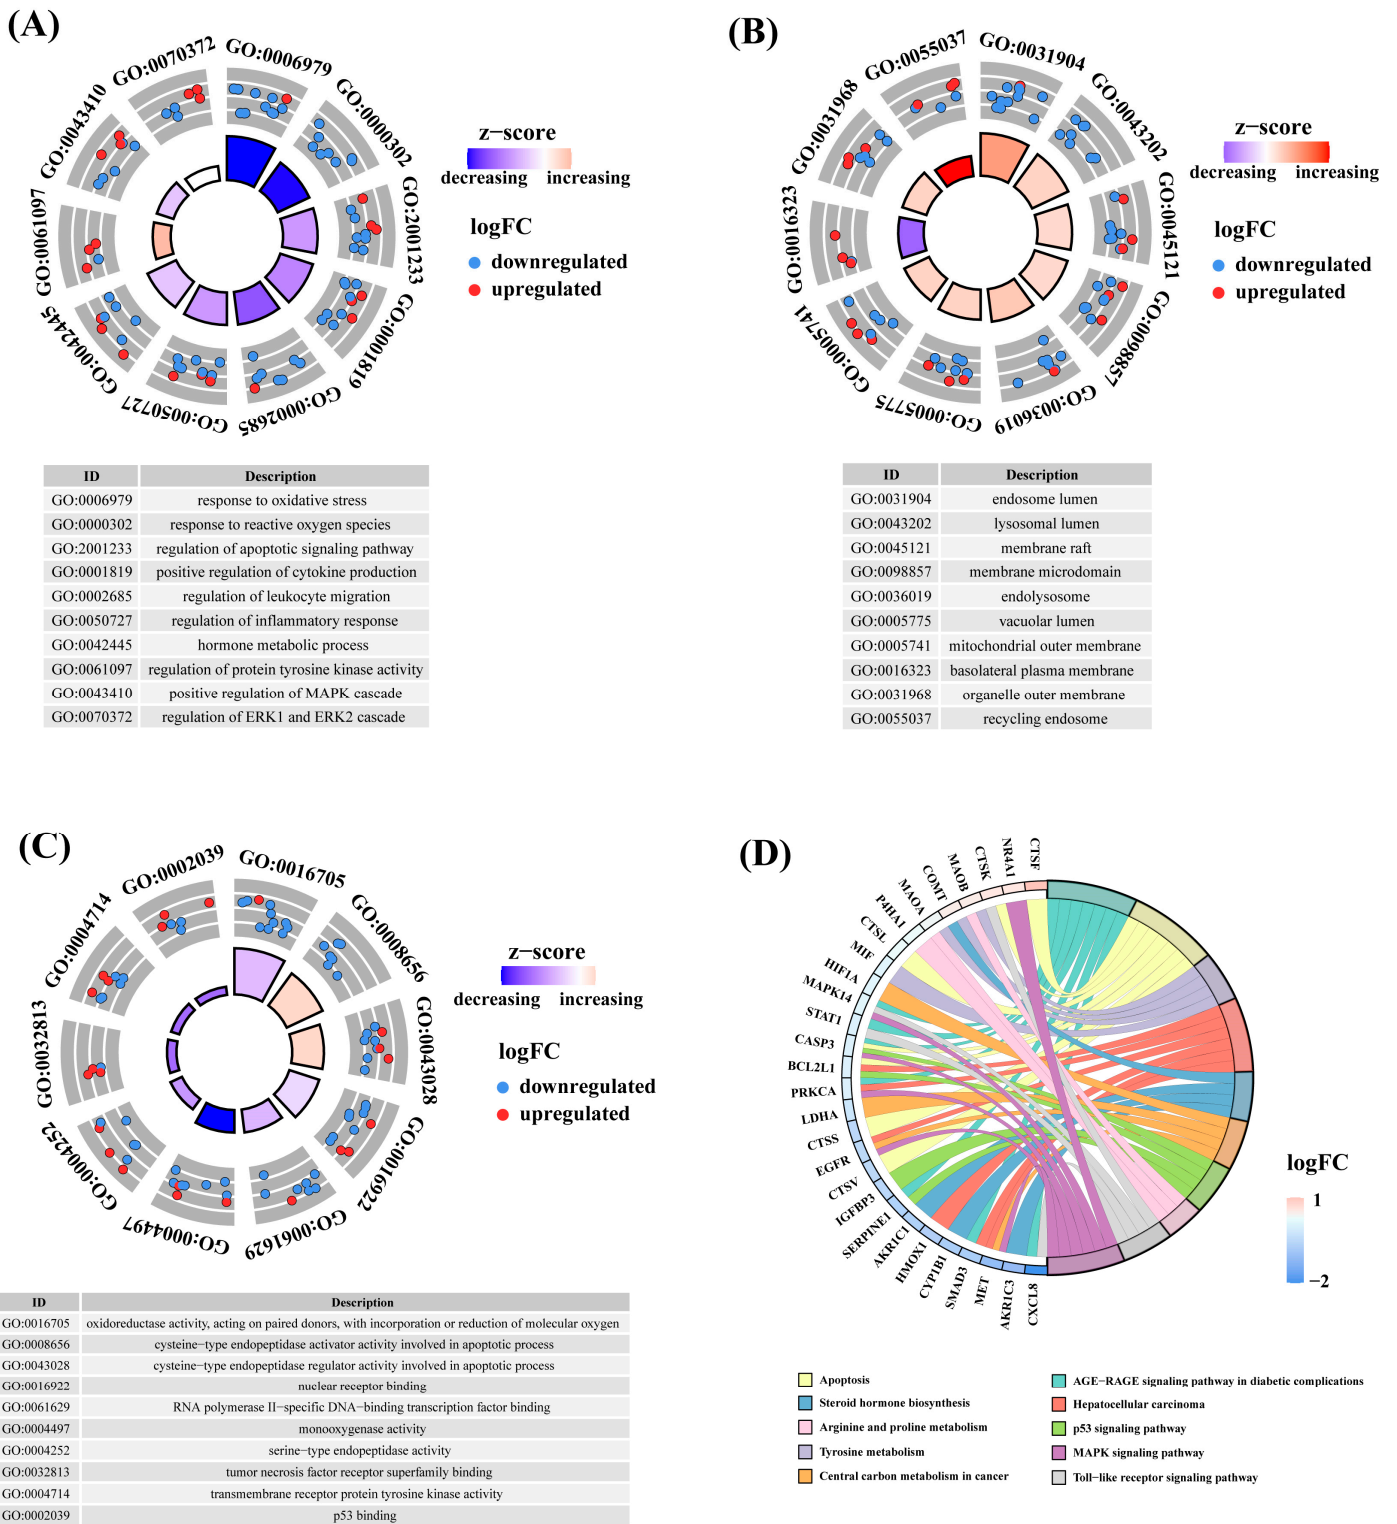 (A)
GO:0006979
GO:0000302
GO:2001233
GO:0001819
GO:0002685
GO:0050727
GO:0042445
GO:0061097
GO:0043410
GO:0070372
z−score
decreasing increasing
logFC
downregulated
upregulated
ID Description
GO:0006979 response to oxidative stress
GO:0000302 response to reactive oxygen species
GO:2001233 regulation of apoptotic signaling pathway
GO:0001819 positive regulation of cytokine production
GO:0002685 regulation of leukocyte migration
GO:0050727 regulation of inflammatory response
GO:0042445 hormone metabolic process
GO:0061097 regulation of protein tyrosine kinase activity
GO:0043410 positive regulation of MAPK cascade
GO:0070372 regulation of ERK1 and ERK2 cascade
(B)
GO:0031904
GO:0043202
GO:0045121
GO:0098857
GO:0036019
GO:0005775
GO:0005741
GO:0016323
GO:0031968
GO:0055037
z−score
decreasing increasing
logFC
downregulated
upregulated
ID Description
GO:0031904 endosome lumen
GO:0043202 lysosomal lumen
GO:0045121 membrane raft
GO:0098857 membrane microdomain
GO:0036019 endolysosome
GO:0005775 vacuolar lumen
GO:0005741 mitochondrial outer membrane
GO:0016323 basolateral plasma membrane
GO:0031968 organelle outer membrane
GO:0055037 recycling endosome
(C)
GO:0016705
GO:0008656
GO:0043028
GO:0016922
GO:0061629
GO:0004497
GO:0004252
GO:0032813
GO:0004714
GO:0002039
z−score
decreasing increasing
logFC
downregulated
upregulated
ID Description
GO:0016705 oxidoreductase activity, acting on paired donors, with incorporation or reduction of molecular oxygen
GO:0008656 cysteine−type endopeptidase activator activity involved in apoptotic process
GO:0043028 cysteine−type endopeptidase regulator activity involved in apoptotic process
GO:0016922 nuclear receptor binding
GO:0061629 RNA polymerase II−specific DNA−binding transcription factor binding
GO:0004497 monooxygenase activity
GO:0004252 serine−type endopeptidase activity
GO:0032813 tumor necrosis factor receptor superfamily binding
GO:0004714 transmembrane receptor protein tyrosine kinase activity
GO:0002039 p53 binding
(D)
CTSF
NR4A1
CTSK
MAOB
COMT
MAOA
P4HA1
CTSL
MIF
HIF1A
MAPK14
STAT1
CASP3
BCL2L1
PRKCA
LDHA
CTSS
EGFR
CTSV
IGFBP3
SERPINE1
AKR1C1
HMOX1
CYP1B1
SMAD3
MET
AKR1C3
CXCL8
logFC
1
−2
Apoptosis
Steroid hormone biosynthesis
Arginine and proline metabolism
Tyrosine metabolism
Central carbon metabolism in cancer
AGE−RAGE signaling pathway in diabetic complications
Hepatocellular carcinoma
p53 signaling pathway
MAPK signaling pathway
Toll−like receptor signaling pathway